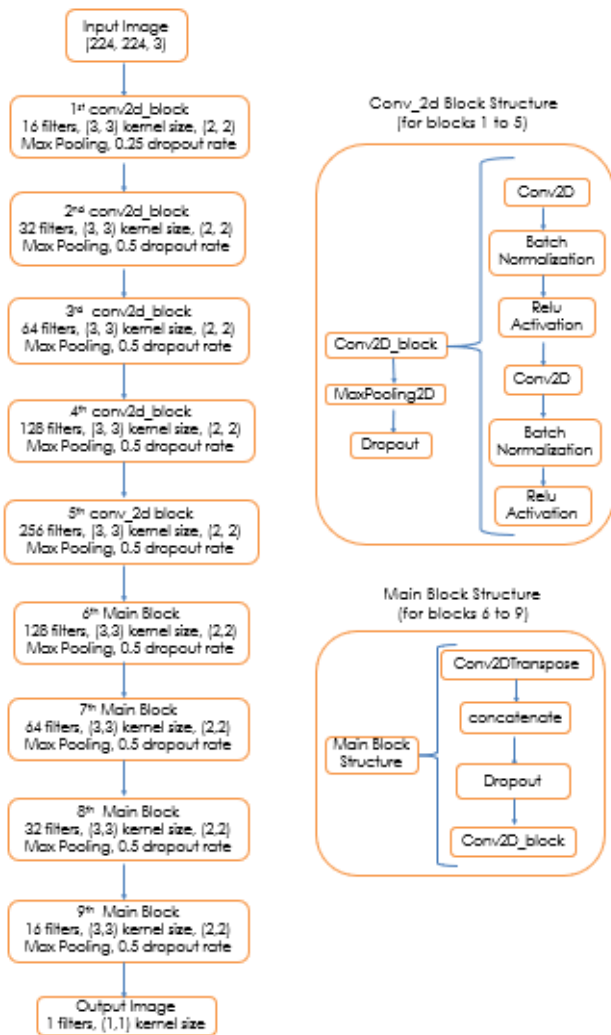 Input Image
(224, 224, 3)
1st conv2d_block
16 filters, (3, 3) kernel size, (2, 2)
Max Pooling, 0.25 dropout rate
2nd conv2d_block
32 filters, (3, 3) kernel size, (2, 2)
Max Pooling, 0.5 dropout rate
3rd conv2d_block
64 filters, (3, 3) kernel size, (2, 2)
Max Pooling, 0.5 dropout rate
4th conv2d_block
128 filters, (3, 3) kernel size, (2, 2)
Max Pooling, 0.5 dropout rate
5th conv_2d block
256 filters, (3, 3) kernel size, (2, 2)
Max Pooling, 0.5 dropout rate
6th Main Block
128 filters, (3,3) kernel size, (2,2)
Max Pooling, 0.5 dropout rate
7th Main Block
64 filters, (3,3) kernel size, (2,2)
Max Pooling, 0.5 dropout rate
8th Main Block
32 filters, (3,3) kernel size, (2,2)
Max Pooling, 0.5 dropout rate
9th Main Block
16 filters, (3,3) kernel size, (2,2)
Max Pooling, 0.5 dropout rate
Output Image
1 filters, (1,1) kernel size
Conv_2d Block Structure
(for blocks 1 to 5)
Conv2D_block
MaxPooling2D
Dropout
Conv2D
Batch
Normalization
Relu
Activation
Conv2D
Batch
Normalization
Relu
Activation
Main Block Structure
(for blocks 6 to 9)
Main Block
Structure
Conv2DTranspose
concatenate
Dropout
Conv2D_block